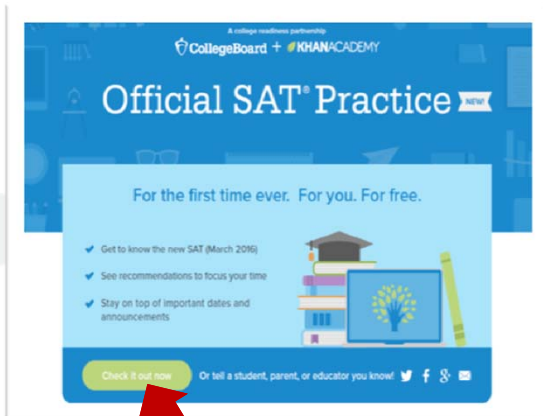 A college readiness partnership
CollegeBoard + KHANACADEMY
Official SAT® Practice NEW!
For the first time ever. For you. For free.
Get to know the new SAT (March 2016)
See recommendations to focus your time
Stay on top of important dates and
announcements
Check it out now Or tell a student, parent, or educator you know!